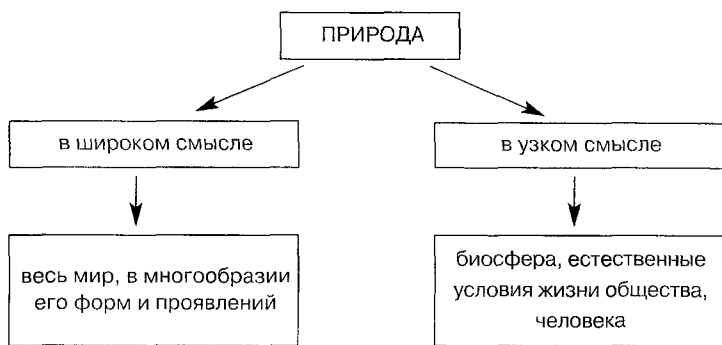 ПРИРОДА
в широком смысле
в узком смысле
весь мир, в многообразии
его форм и проявлений
биосфера, естественные
условия жизни общества,
человека